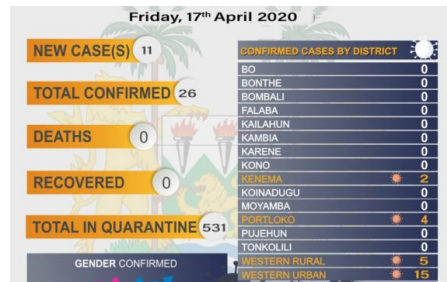 Friday, 17th April 2020
NEW CASE(S) 11
TOTAL CONFIRMED 26
DEATHS 0
RECOVERED 0
TOTAL IN QUARANTINE 531
GENDER CONFIRMED
CONFIRMED CASES BY DISTRICT
BO 0
BONTHE 0
BOMBALI 0
FALABA 0
KAILAHUN 0
KAMBIA 0
KARENE 0
KONO 0
KENEMA 2
KOINADUGU 0
MOYAMBA 0
PORTLOKO 4
PUJEHUN 0
TONKOLILI 0
WESTERN RURAL 5
WESTERN URBAN 15